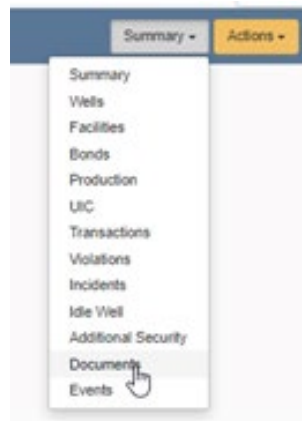 Summary Actions
Summary
Wells
Facilities
Bonds
Production
UIC
Transactions
Violations
Incidents
Idle Well
Additional Security
Documents
Events